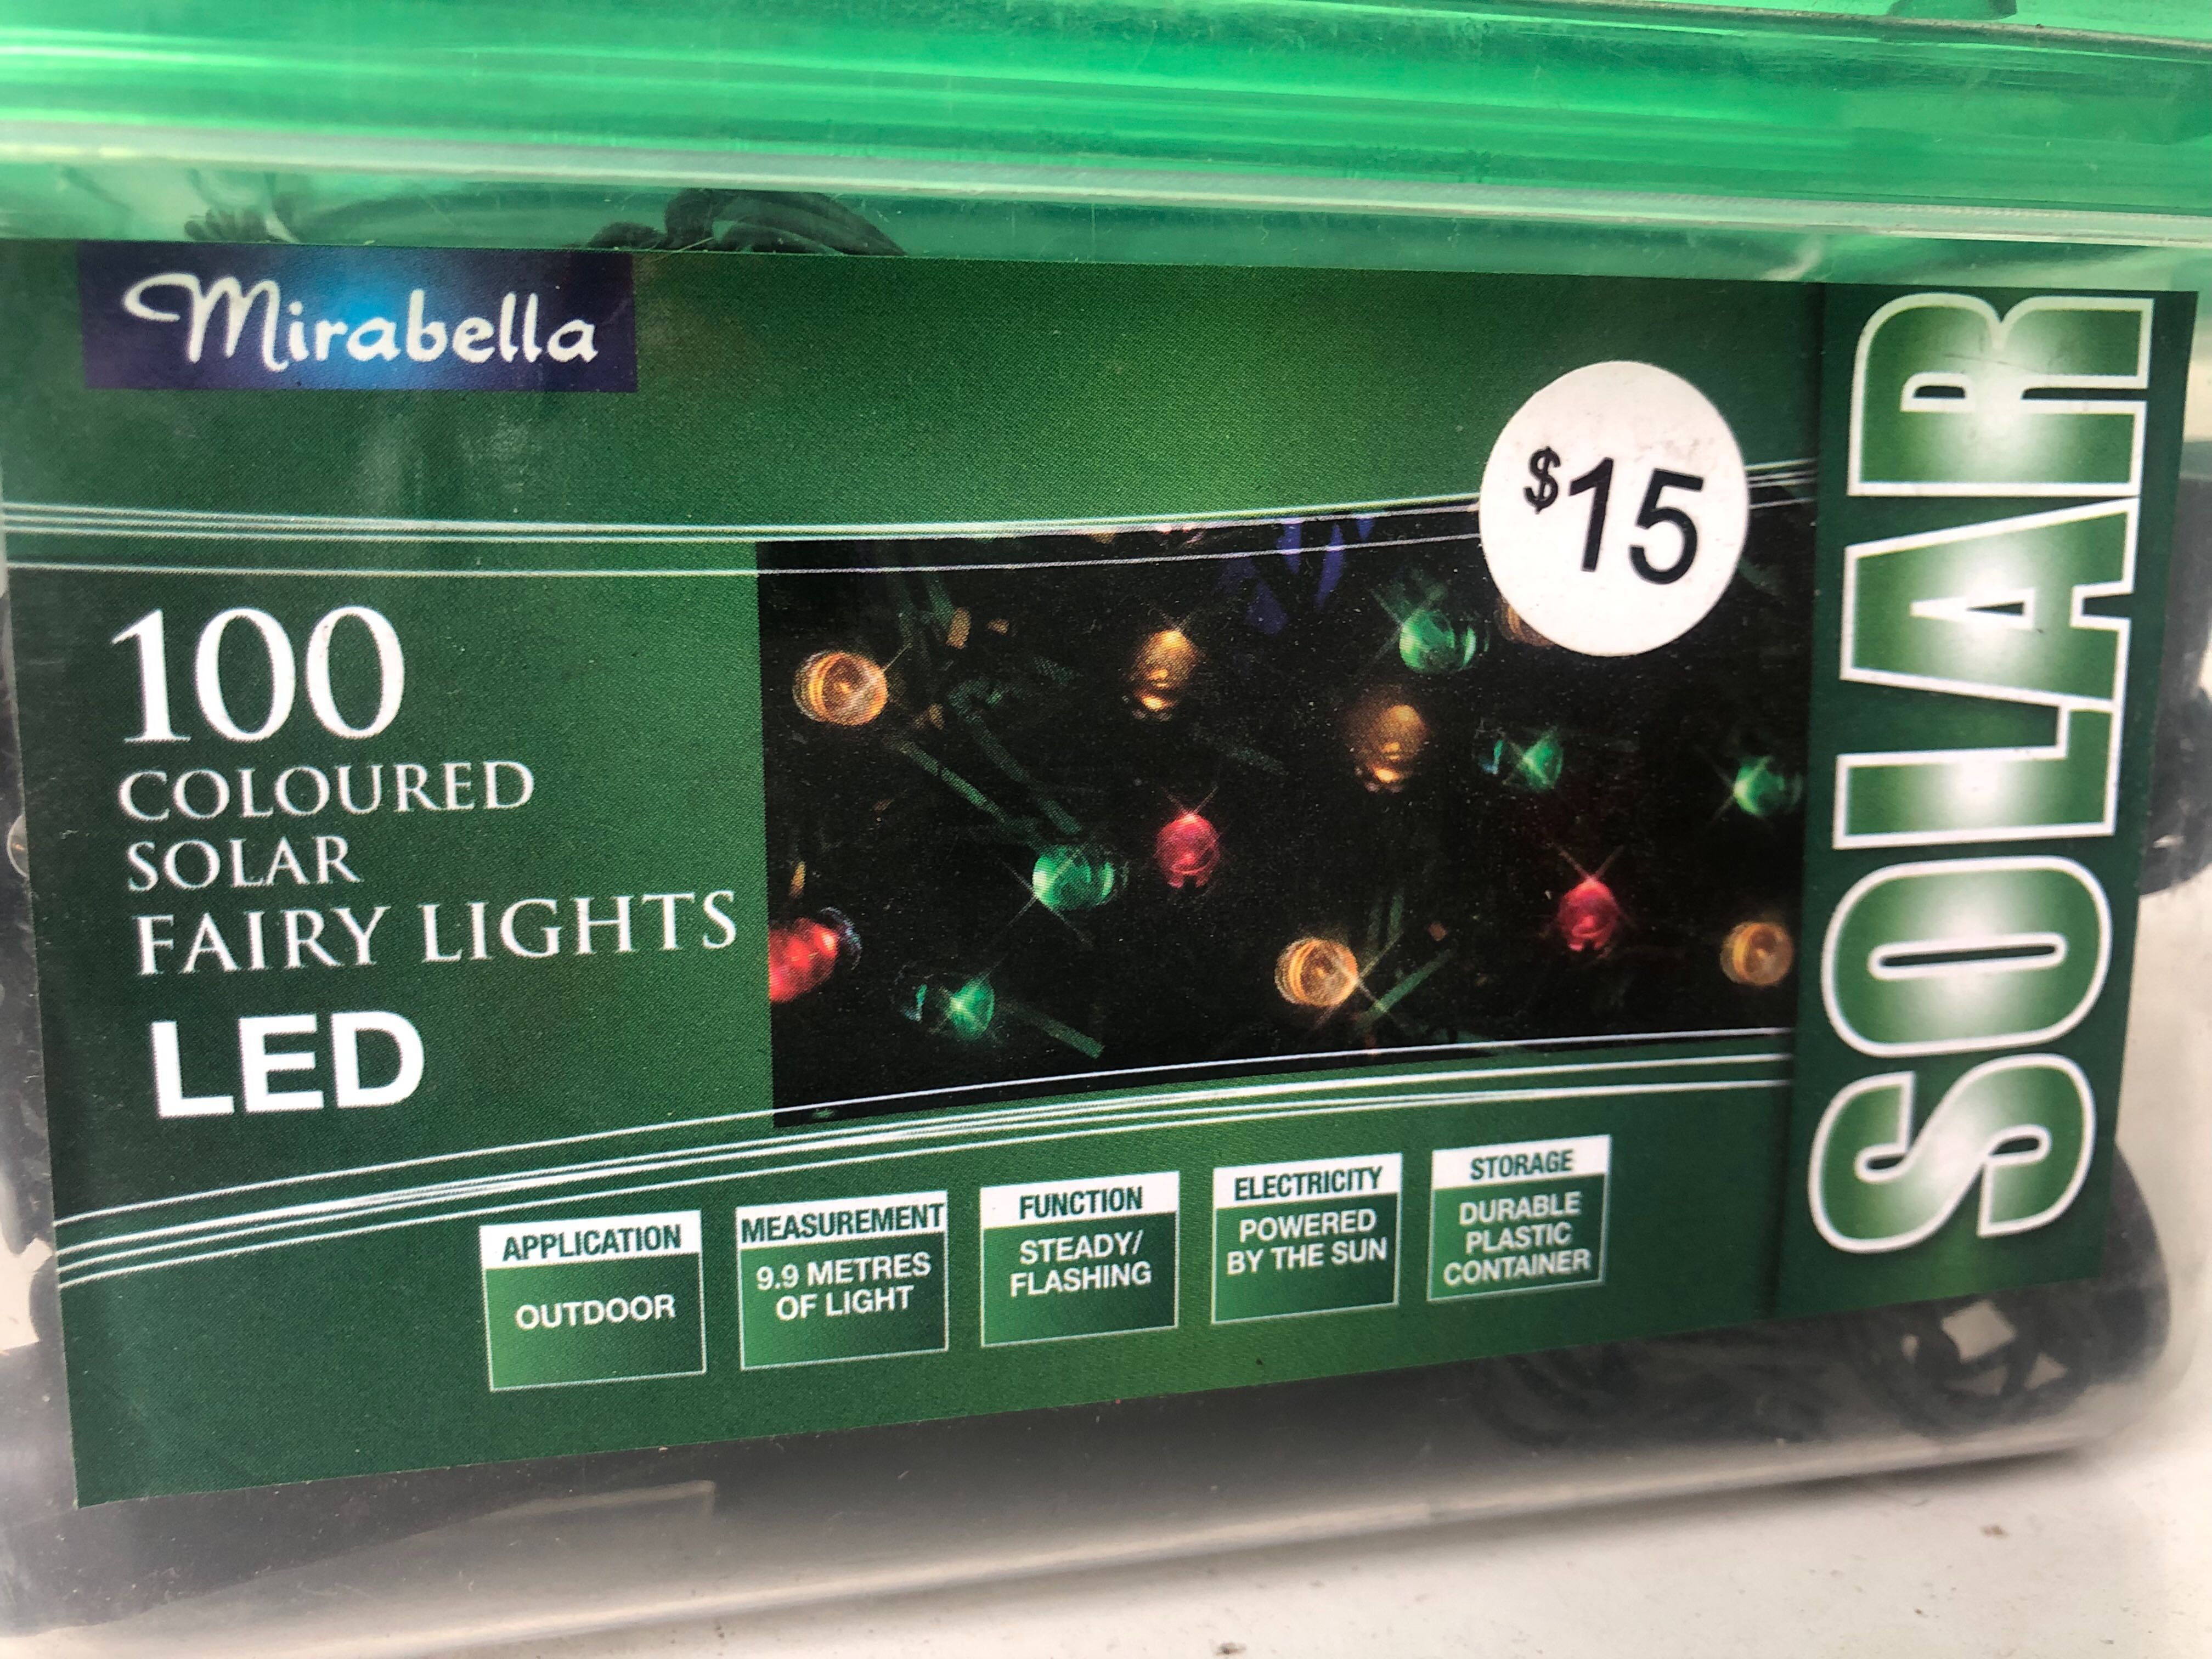 Mirabella
$15
100
COLOURED
SOLAR
FAIRY LIGHTS
LED
SOLAR
APPLICATION
OUTDOOR
MEASUREMENT
9.9 METRES
OF LIGHT
FUNCTION
STEADY/
FLASHING
ELECTRICITY
POWERED
BY THE SUN
STORAGE
DURABLE
PLASTIC
CONTAINER